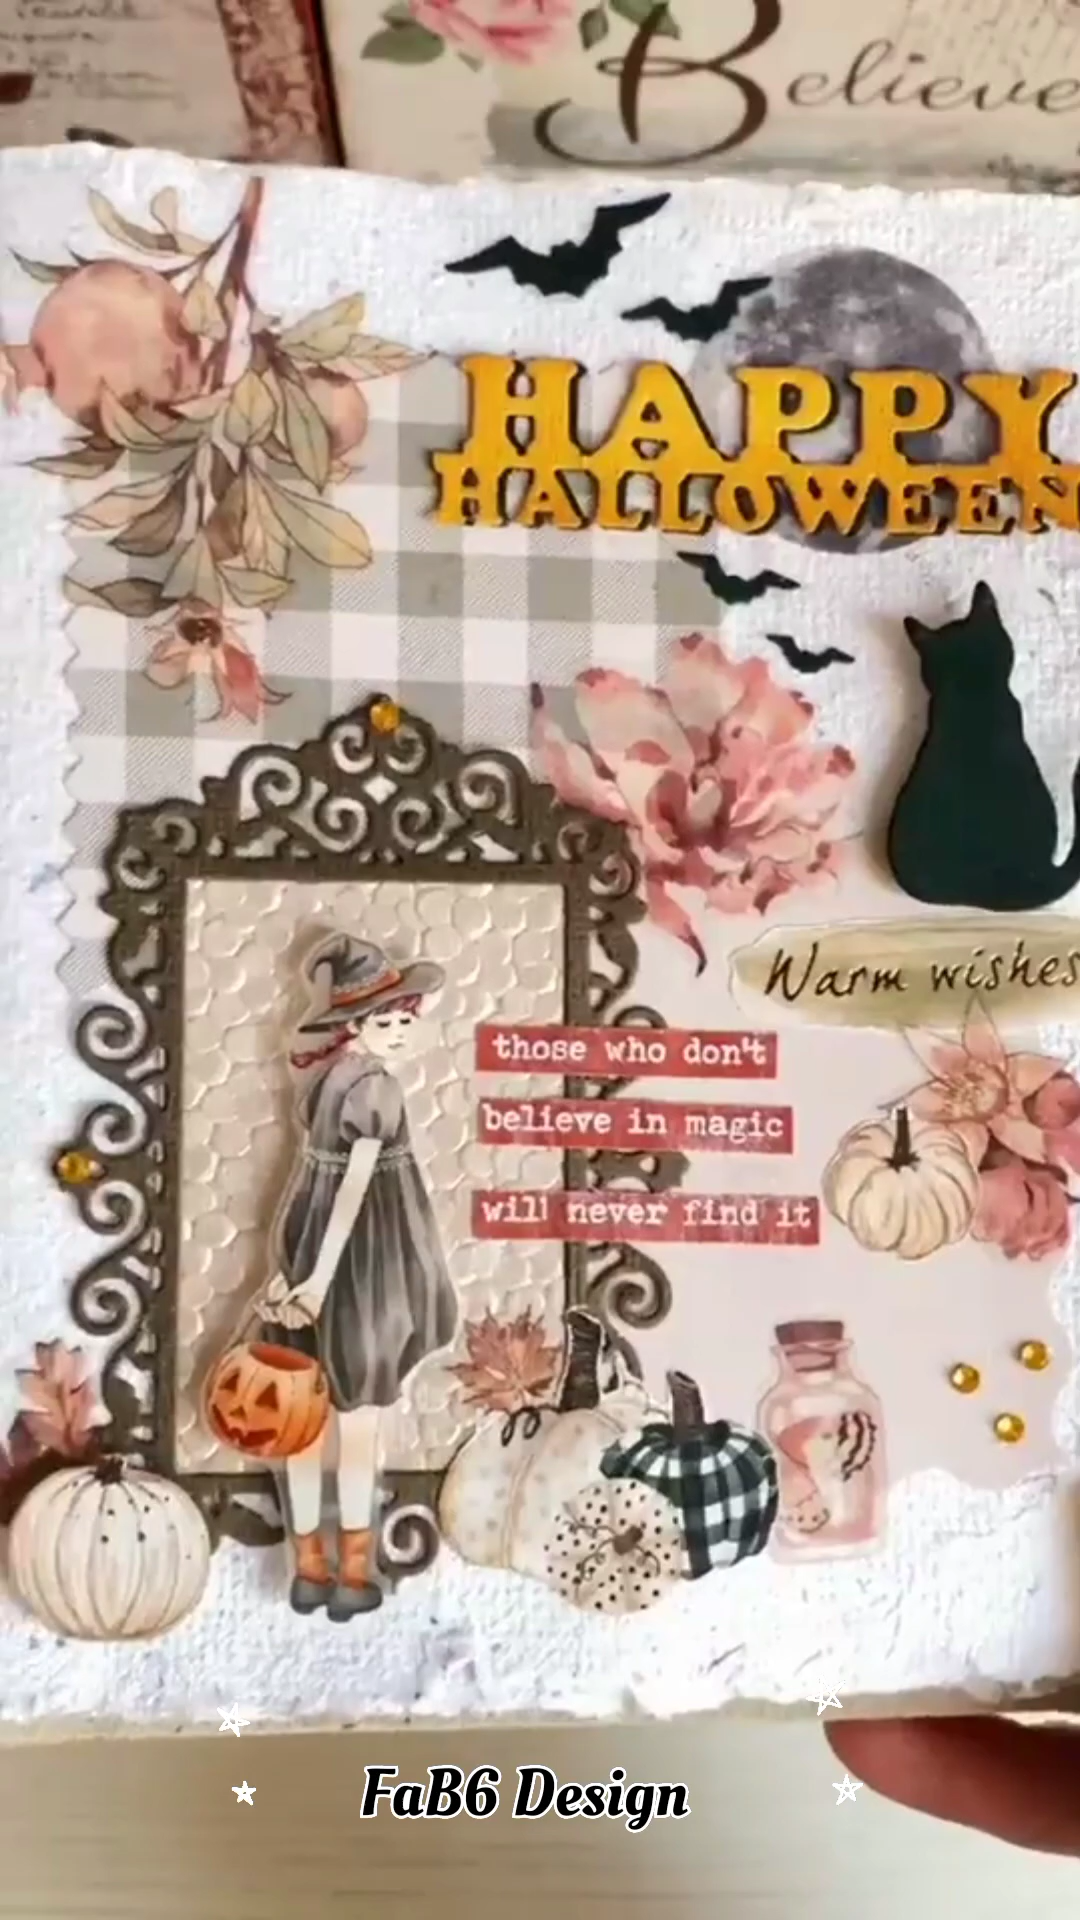 Believe
HAPPY
HALLOWEEN
Warm wishes
those who don't
believe in magic
will never find it
FaB6 Design